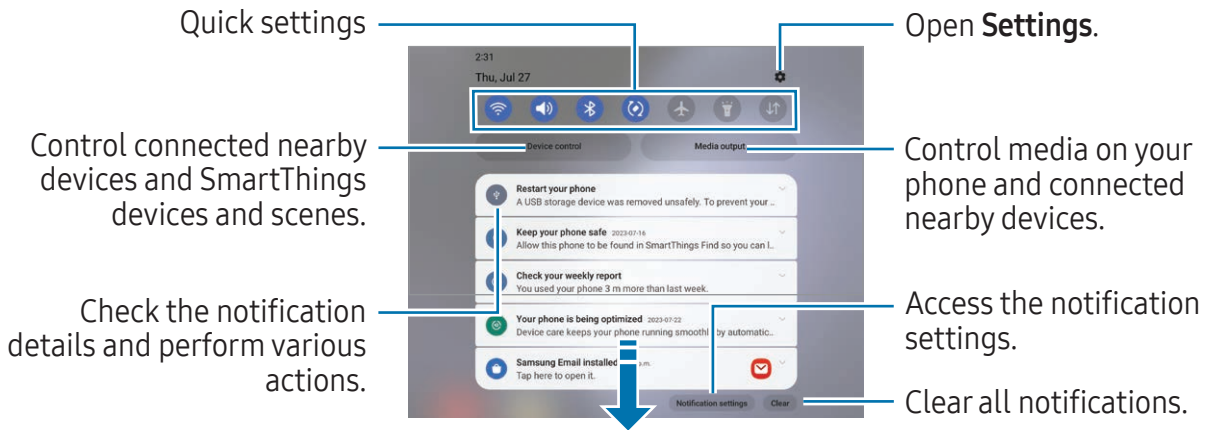 Quick settings
Open Settings.
2:31
Thu, Jul 27
Device control
Media output
Control connected nearby
devices and SmartThings
devices and scenes.
Control media on your
phone and connected
nearby devices.
Restart your phone
A USB storage device was removed unsafely. To prevent your ..
Keep your phone safe 2023-07-16
Allow this phone to be found in SmartThings Find so you can l..
Check your weekly report
You used your phone 3 m more than last week.
Your phone is being optimized 2023-07-22
Device care keeps your phone running smoothl by automatic..
Samsung Email installed p.m.
Tap here to open it.
Check the notification
details and perform various
actions.
Access the notification
settings.
Notification settings
Clear
Clear all notifications.